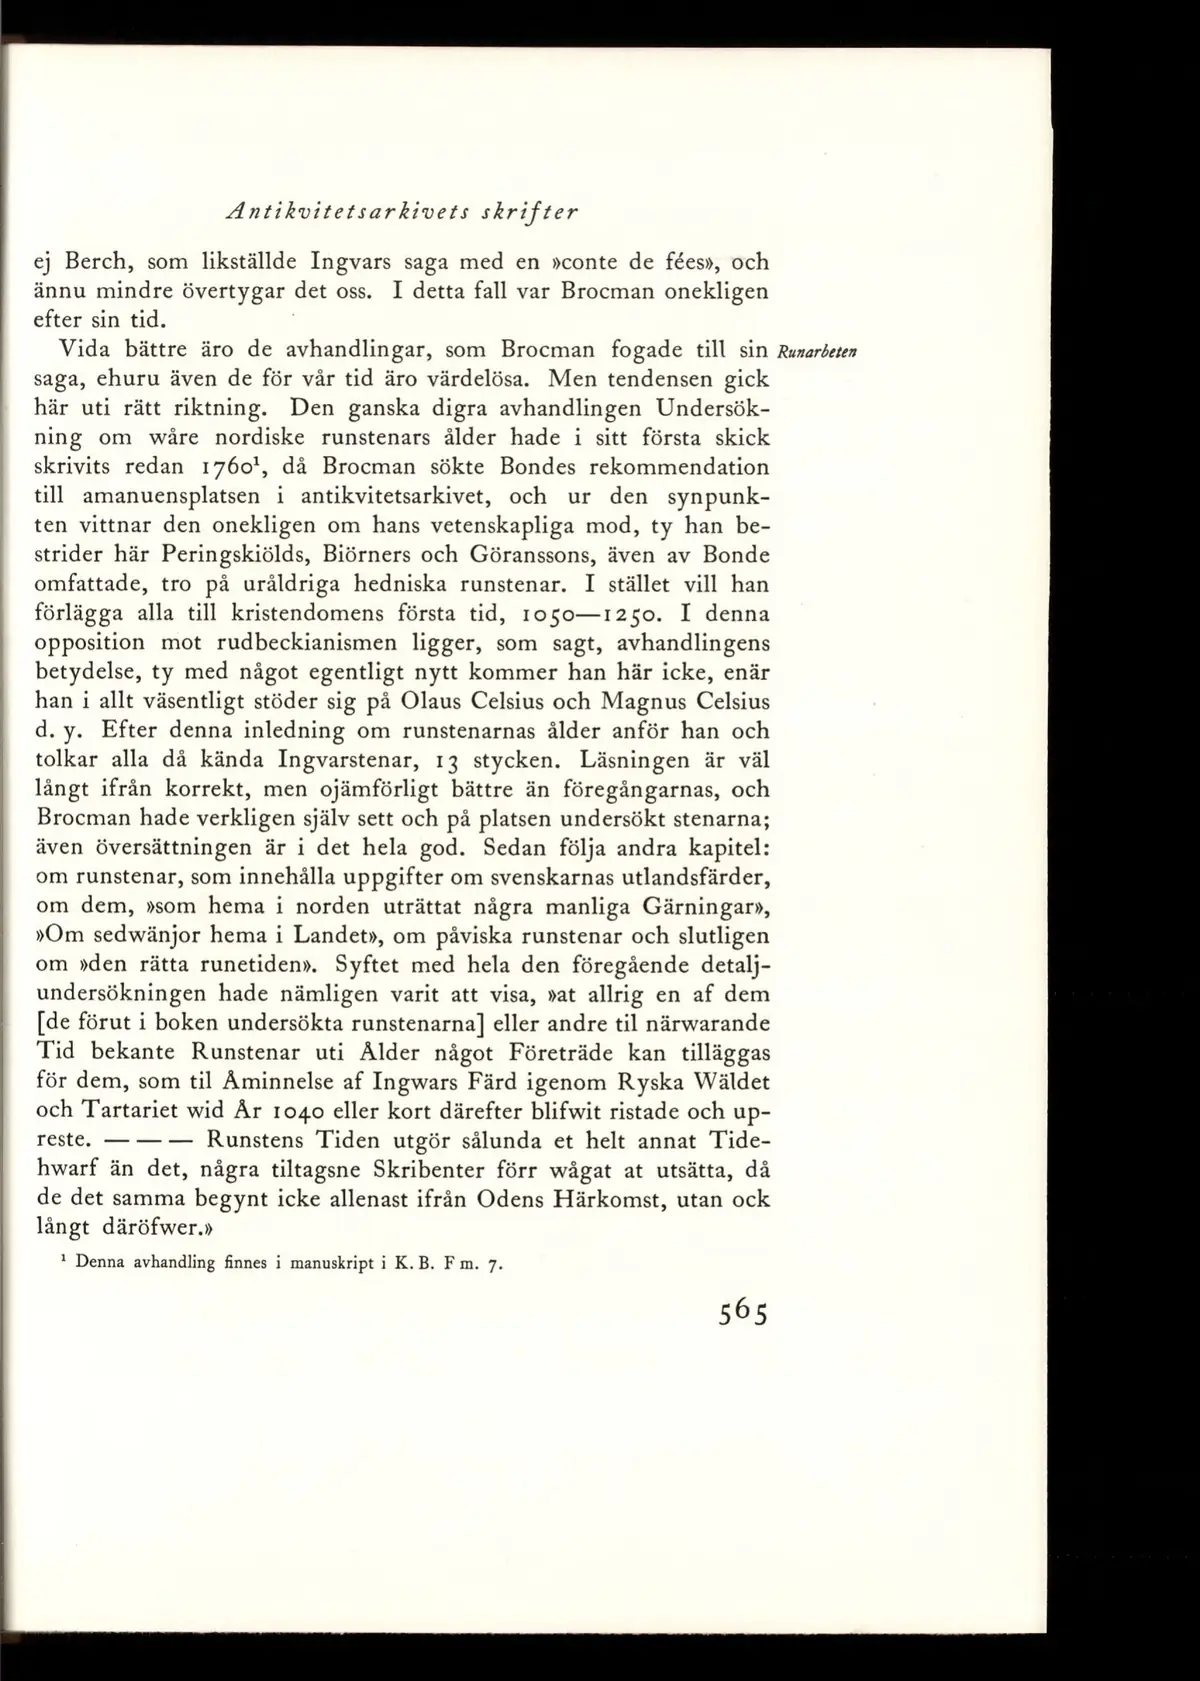 Antikvitetsarkivets skrifter
ej Berch, som likställde Ingvars saga med en »conte de fées», och
ännu mindre övertygar det oss. I detta fall var Brocman onekligen
efter sin tid.
Vida bättre äro de avhandlingar, som Brocman fogade till sin Runarbeten
saga, ehuru även de för vår tid äro värdelösa. Men tendensen gick
här uti rätt riktning. Den ganska digra avhandlingen Undersök-
ning om wåre nordiske runstenars ålder hade i sitt första skick
skrivits redan 1760¹, då Brocman sökte Bondes rekommendation
till amanuensplatsen i antikvitetsarkivet, och ur den synpunk-
ten vittnar den onekligen om hans vetenskapliga mod, ty han be-
strider här Peringskiölds, Biörners och Göranssons, även av Bonde
omfattade, tro på uråldriga hedniska runstenar. I stället vill han
förlägga alla till kristendomens första tid, 1050—1250. I denna
opposition mot rudbeckianismen ligger, som sagt, avhandlingens
betydelse, ty med något egentligt nytt kommer han här icke, enär
han i allt väsentligt stöder sig på Olaus Celsius och Magnus Celsius
d. y. Efter denna inledning om runstenarnas ålder anför han och
tolkar alla då kända Ingvarstenar, 13 stycken. Läsningen är väl
långt ifrån korrekt, men ojämförligt bättre än föregångarnas, och
Brocman hade verkligen själv sett och på platsen undersökt stenarna;
även översättningen är i det hela god. Sedan följa andra kapitel:
om runstenar, som innehålla uppgifter om svenskarnas utlandsfärder,
om dem, »som hema i norden uträttat några manliga Gärningar»,
»Om sedwänjor hema i Landet», om påviska runstenar och slutligen
om »den rätta runetiden». Syftet med hela den föregående detalj-
undersökningen hade nämligen varit att visa, »at allrig en af dem
[de förut i boken undersökta runstenarna] eller andre til närwarande
Tid bekante Runstenar uti Ålder något Företräde kan tilläggas
för dem, som til Åminnelse af Ingwars Färd igenom Ryska Wäldet
och Tartariet wid År 1040 eller kort därefter blifwit ristade och up-
reste. — — — Runstens Tiden utgör sålunda et helt annat Tide-
hwarf än det, några tiltagsne Skribenter förr wågat at utsätta, då
de det samma begynt icke allenast ifrån Odens Härkomst, utan ock
långt däröfwer.»
¹ Denna avhandling finnes i manuskript i K. B. F m. 7.
565